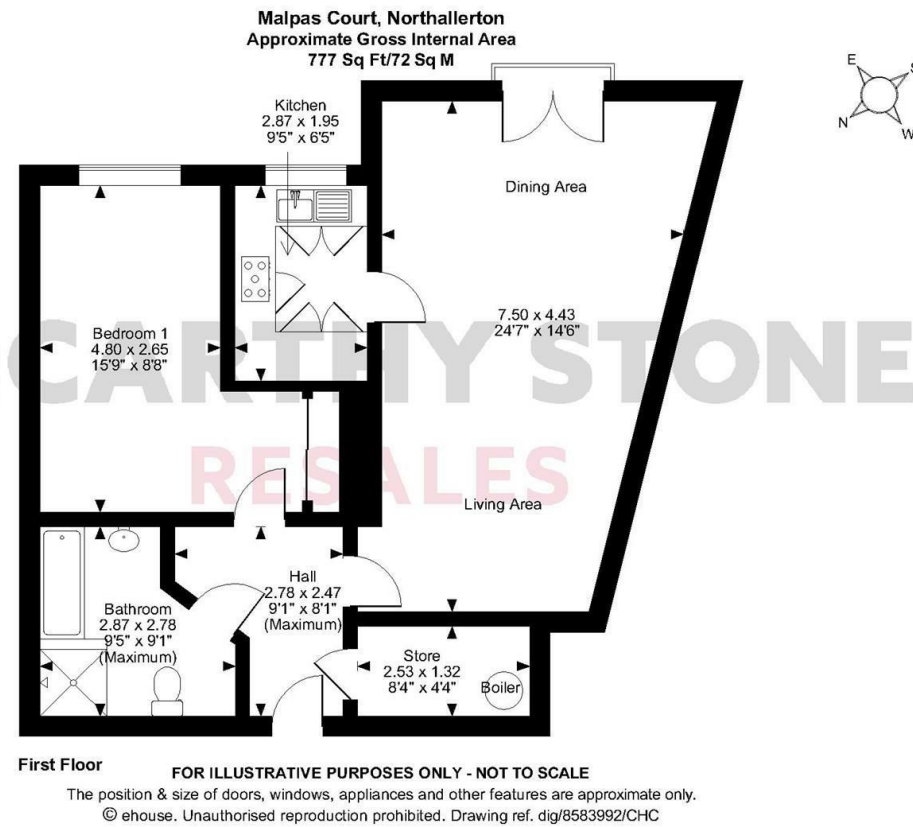 Malpas Court, Northallerton
Approximate Gross Internal Area
777 Sq Ft/72 Sq M
E
S
N
W
Kitchen
2.87 x 1.95
9'5" x 6'5"
Dining Area
7.50 x 4.43
24'7" x 14'6"
Bedroom 1
4.80 x 2.65
15'9" x 8'8"
CARTHY STONE
RESALES
Living Area
Hall
2.78 x 2.47
9'1" x 8'1"
(Maximum)
Bathroom
2.87 x 2.78
9'5" x 9'1"
(Maximum)
Store
2.53 x 1.32
8'4" x 4'4"
Boiler
First Floor
FOR ILLUSTRATIVE PURPOSES ONLY - NOT TO SCALE
The position & size of doors, windows, appliances and other features are approximate only.
© ehouse. Unauthorised reproduction prohibited. Drawing ref. dig/8583992/CHC